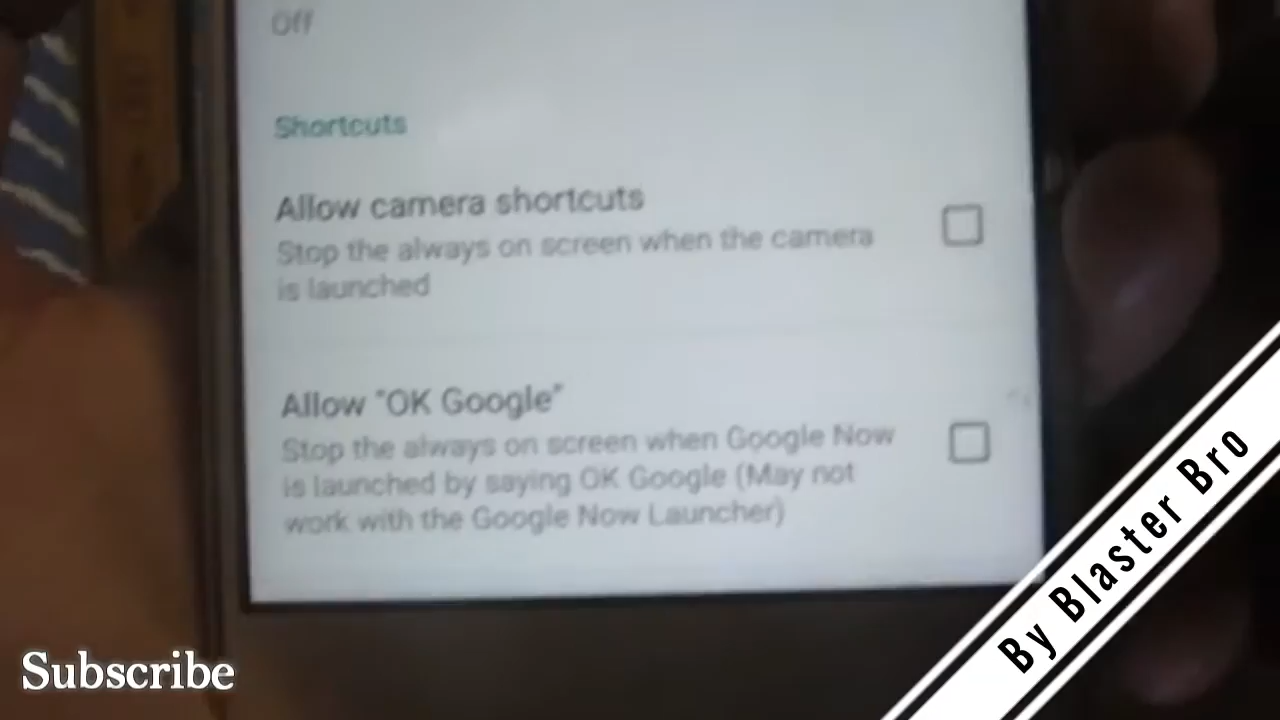 Off
Shortcuts
Allow camera shortcuts
Stop the always on screen when the camera
is launched
Allow "OK Google"
Stop the always on screen when Google Now
is launched by saying OK Google (May not
work with the Google Now Launcher)
By Blaster Bro
Subscribe